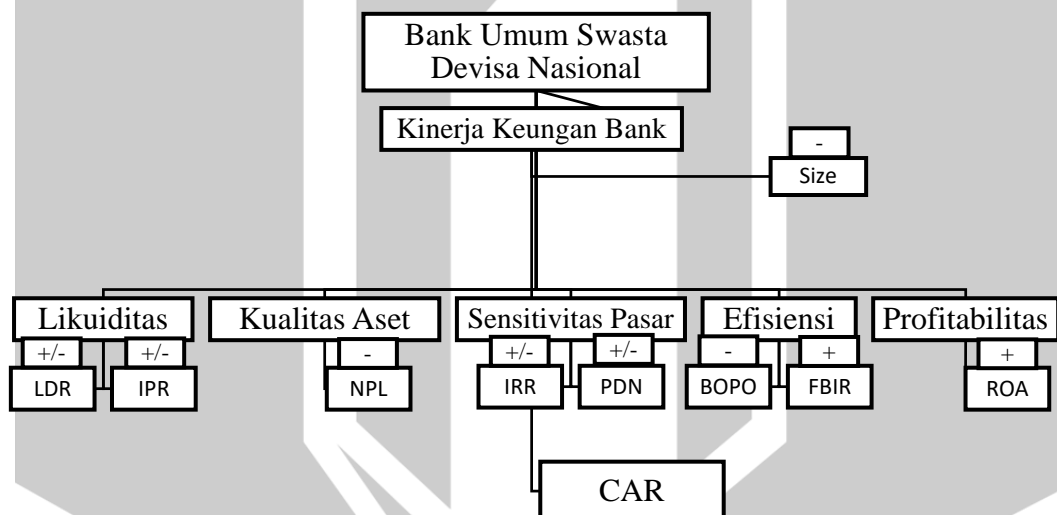 Bank Umum Swasta
Devisa Nasional
Kinerja Keungan Bank
-
Size
Likuiditas
Kualitas Aset
Sensitivitas Pasar
Efisiensi
Profitabilitas
+/-
+/-
-
+/-
+/-
-
+
+
LDR
IPR
NPL
IRR
PDN
BOPO
FBIR
ROA
CAR